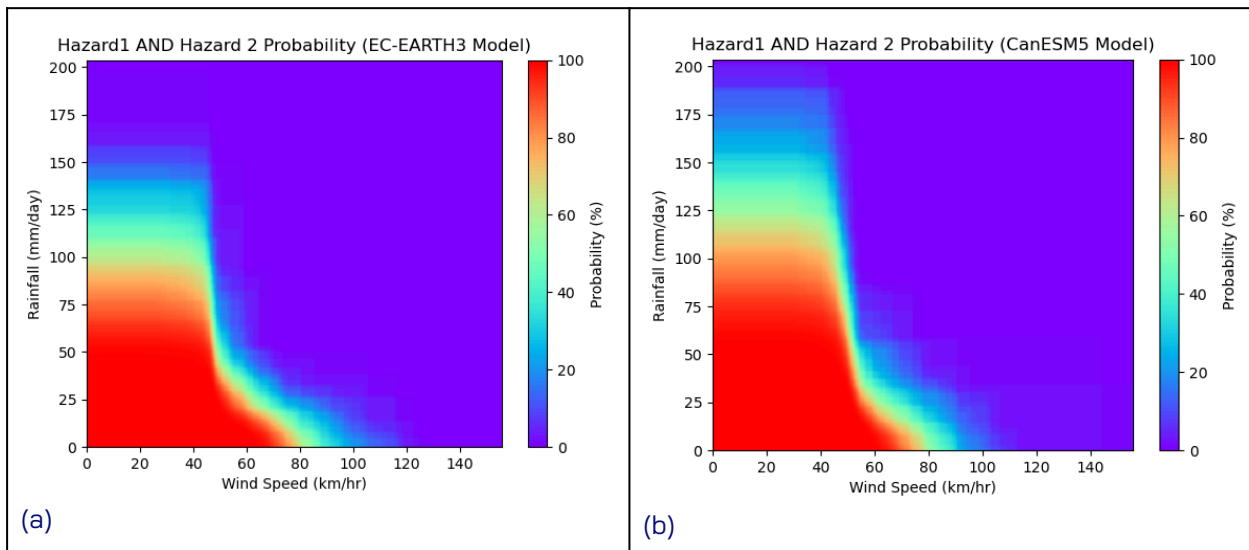 Hazard1 AND Hazard 2 Probability (EC-EARTH3 Model)
200
175
150
125
100
75
50
25
0
Rainfall (mm/day)
0 20 40 60 80 100 120 140
Wind Speed (km/hr)
100
80
60
40
20
0
Probability (%)
(a)
Hazard1 AND Hazard 2 Probability (CanESM5 Model)
200
175
150
125
100
75
50
25
0
Rainfall (mm/day)
0 20 40 60 80 100 120 140
Wind Speed (km/hr)
100
80
60
40
20
0
Probability (%)
(b)